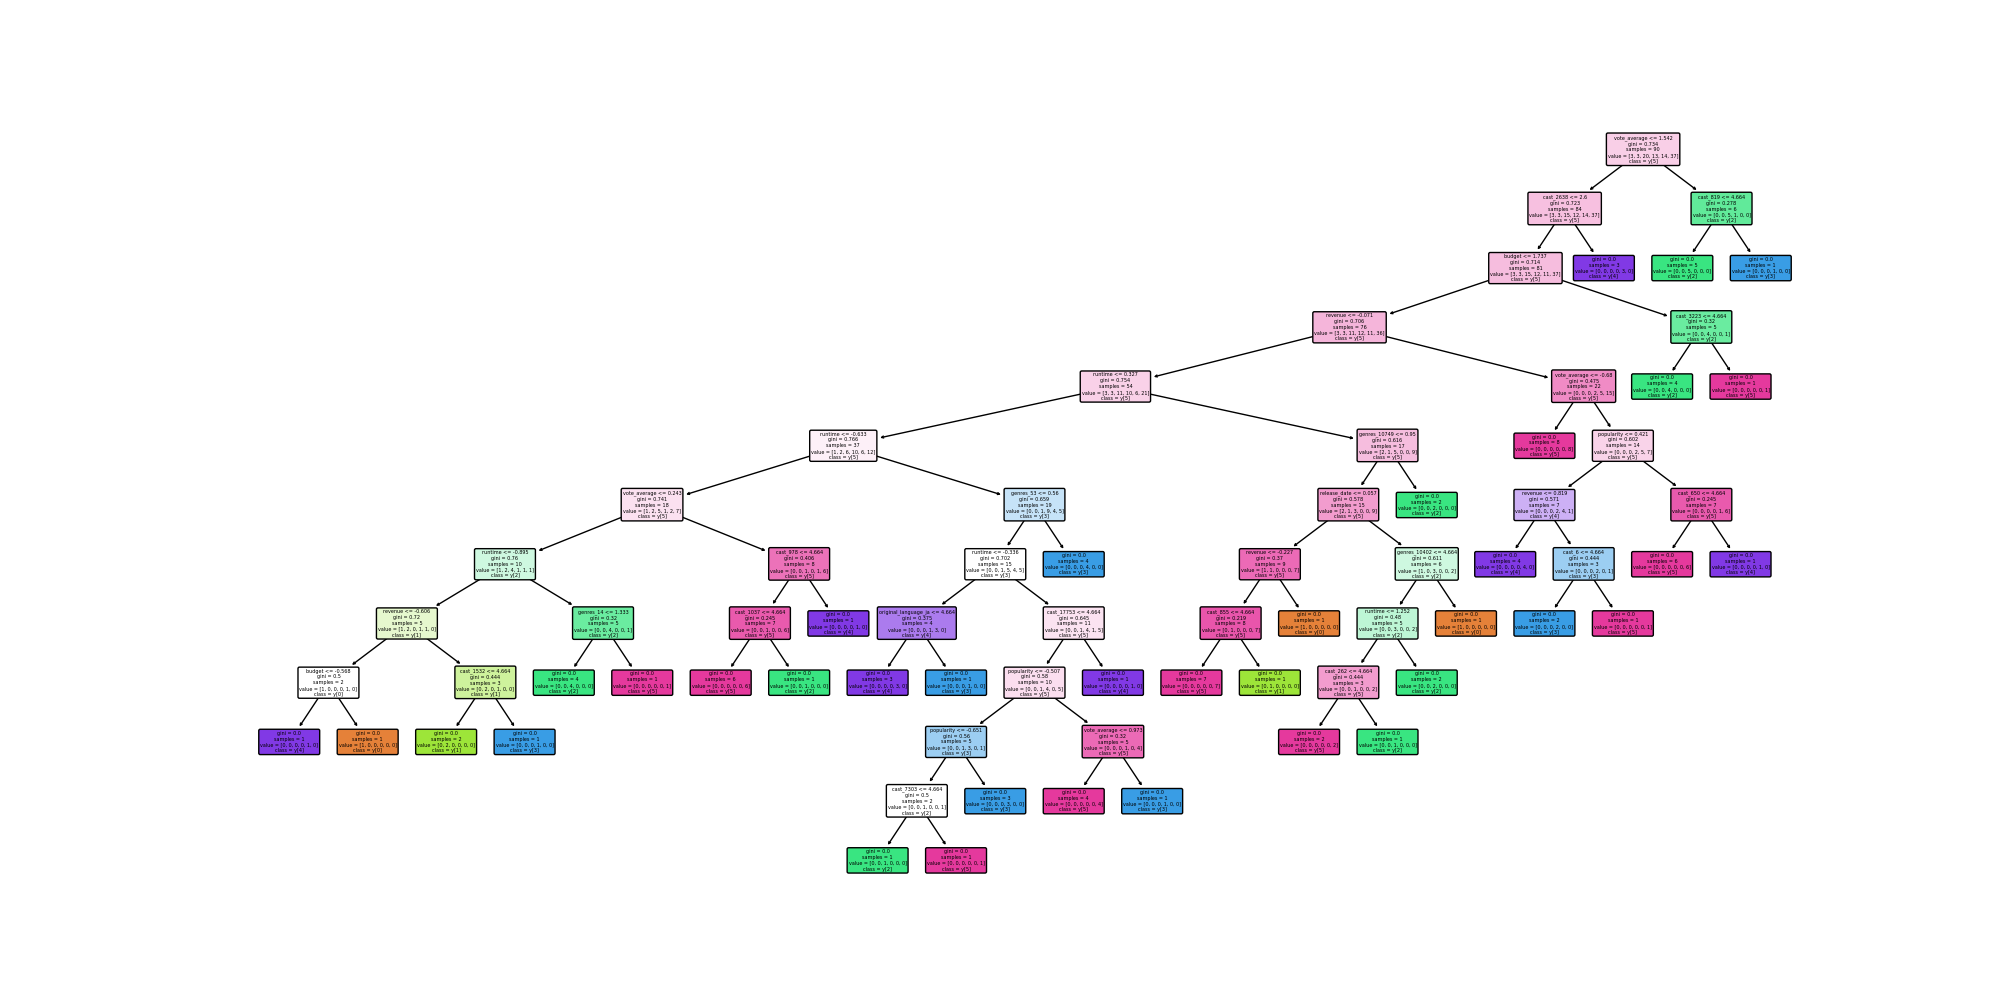 vote_average <= 1.542
gini = 0.734
samples = 90
value = [3, 3, 20, 13, 14, 37]
class = y[5]
cast_2638 <= 2.6
gini = 0.723
samples = 84
value = [3, 3, 15, 12, 14, 37]
class = y[5]
cast_819 <= 4.664
gini = 0.278
samples = 6
value = [0, 0, 5, 1, 0, 0]
class = y[2]
budget <= 1.737
gini = 0.714
samples = 81
value = [3, 3, 15, 12, 11, 37]
class = y[5]
gini = 0.0
samples = 3
value = [0, 0, 0, 0, 3, 0]
class = y[4]
gini = 0.0
samples = 5
value = [0, 0, 5, 0, 0, 0]
class = y[2]
gini = 0.0
samples = 1
value = [0, 0, 0, 1, 0, 0]
class = y[3]
revenue <= -0.071
gini = 0.706
samples = 76
value = [3, 3, 11, 12, 11, 36]
class = y[5]
cast_3223 <= 4.664
gini = 0.32
samples = 5
value = [0, 0, 4, 0, 0, 1]
class = y[2]
runtime <= 0.327
gini = 0.754
samples = 54
value = [3, 3, 11, 10, 6, 21]
class = y[5]
vote_average <= -0.68
gini = 0.475
samples = 22
value = [0, 0, 0, 2, 5, 15]
class = y[5]
gini = 0.0
samples = 4
value = [0, 0, 4, 0, 0, 0]
class = y[2]
gini = 0.0
samples = 1
value = [0, 0, 0, 0, 0, 1]
class = y[5]
runtime <= -0.633
gini = 0.766
samples = 37
value = [1, 2, 6, 10, 6, 12]
class = y[5]
genres_10749 <= 0.95
gini = 0.616
samples = 17
value = [2, 1, 5, 0, 0, 9]
class = y[5]
gini = 0.0
samples = 8
value = [0, 0, 0, 0, 0, 8]
class = y[5]
popularity <= 0.421
gini = 0.602
samples = 14
value = [0, 0, 0, 2, 5, 7]
class = y[5]
vote_average <= 0.243
gini = 0.741
samples = 18
value = [1, 2, 5, 1, 2, 7]
class = y[5]
genres_53 <= 0.56
gini = 0.659
samples = 19
value = [0, 0, 1, 9, 4, 5]
class = y[3]
release_date <= 0.057
gini = 0.578
samples = 15
value = [2, 1, 3, 0, 0, 9]
class = y[5]
gini = 0.0
samples = 2
value = [0, 0, 2, 0, 0, 0]
class = y[2]
revenue <= 0.819
gini = 0.571
samples = 7
value = [0, 0, 0, 2, 4, 1]
class = y[4]
cast_650 <= 4.664
gini = 0.245
samples = 7
value = [0, 0, 0, 0, 1, 6]
class = y[5]
runtime <= -0.895
gini = 0.76
samples = 10
value = [1, 2, 4, 1, 1, 1]
class = y[2]
cast_978 <= 4.664
gini = 0.406
samples = 8
value = [0, 0, 1, 0, 1, 6]
class = y[5]
runtime <= -0.336
gini = 0.702
samples = 15
value = [0, 0, 1, 5, 4, 5]
class = y[3]
gini = 0.0
samples = 4
value = [0, 0, 0, 4, 0, 0]
class = y[3]
revenue <= -0.227
gini = 0.37
samples = 9
value = [1, 1, 0, 0, 0, 7]
class = y[5]
genres_10402 <= 4.664
gini = 0.611
samples = 6
value = [1, 0, 3, 0, 0, 2]
class = y[2]
gini = 0.0
samples = 4
value = [0, 0, 0, 0, 4, 0]
class = y[4]
cast_6 <= 4.664
gini = 0.444
samples = 3
value = [0, 0, 0, 2, 0, 1]
class = y[3]
gini = 0.0
samples = 6
value = [0, 0, 0, 0, 0, 6]
class = y[5]
gini = 0.0
samples = 1
value = [0, 0, 0, 0, 1, 0]
class = y[4]
revenue <= -0.606
gini = 0.72
samples = 5
value = [1, 2, 0, 1, 1, 0]
class = y[1]
genres_14 <= 1.333
gini = 0.32
samples = 5
value = [0, 0, 4, 0, 0, 1]
class = y[2]
cast_1037 <= 4.664
gini = 0.245
samples = 7
value = [0, 0, 1, 0, 0, 6]
class = y[5]
gini = 0.0
samples = 1
value = [0, 0, 0, 0, 1, 0]
class = y[4]
original_language_ja <= 4.664
gini = 0.375
samples = 4
value = [0, 0, 0, 1, 3, 0]
class = y[4]
cast_17753 <= 4.664
gini = 0.645
samples = 11
value = [0, 0, 1, 4, 1, 5]
class = y[5]
cast_855 <= 4.664
gini = 0.219
samples = 8
value = [0, 1, 0, 0, 0, 7]
class = y[5]
gini = 0.0
samples = 1
value = [1, 0, 0, 0, 0, 0]
class = y[0]
runtime <= 1.252
gini = 0.48
samples = 5
value = [0, 0, 3, 0, 0, 2]
class = y[2]
gini = 0.0
samples = 1
value = [1, 0, 0, 0, 0, 0]
class = y[0]
gini = 0.0
samples = 2
value = [0, 0, 0, 2, 0, 0]
class = y[3]
gini = 0.0
samples = 1
value = [0, 0, 0, 0, 0, 1]
class = y[5]
budget <= -0.568
gini = 0.5
samples = 2
value = [1, 0, 0, 0, 1, 0]
class = y[0]
cast_1532 <= 4.664
gini = 0.444
samples = 3
value = [0, 2, 0, 1, 0, 0]
class = y[1]
gini = 0.0
samples = 4
value = [0, 0, 4, 0, 0, 0]
class = y[2]
gini = 0.0
samples = 1
value = [0, 0, 0, 0, 0, 1]
class = y[5]
gini = 0.0
samples = 6
value = [0, 0, 0, 0, 0, 6]
class = y[5]
gini = 0.0
samples = 1
value = [0, 0, 1, 0, 0, 0]
class = y[2]
gini = 0.0
samples = 3
value = [0, 0, 0, 0, 3, 0]
class = y[4]
gini = 0.0
samples = 1
value = [0, 0, 0, 1, 0, 0]
class = y[3]
popularity <= -0.507
gini = 0.58
samples = 10
value = [0, 0, 1, 4, 0, 5]
class = y[5]
gini = 0.0
samples = 1
value = [0, 0, 0, 0, 1, 0]
class = y[4]
gini = 0.0
samples = 7
value = [0, 0, 0, 0, 0, 7]
class = y[5]
gini = 0.0
samples = 1
value = [0, 1, 0, 0, 0, 0]
class = y[1]
cast_262 <= 4.664
gini = 0.444
samples = 3
value = [0, 0, 1, 0, 0, 2]
class = y[5]
gini = 0.0
samples = 2
value = [0, 0, 2, 0, 0, 0]
class = y[2]
gini = 0.0
samples = 1
value = [0, 0, 0, 0, 1, 0]
class = y[4]
gini = 0.0
samples = 1
value = [1, 0, 0, 0, 0, 0]
class = y[0]
gini = 0.0
samples = 2
value = [0, 2, 0, 0, 0, 0]
class = y[1]
gini = 0.0
samples = 1
value = [0, 0, 0, 1, 0, 0]
class = y[3]
popularity <= -0.651
gini = 0.56
samples = 5
value = [0, 0, 1, 3, 0, 1]
class = y[3]
vote_average <= 0.973
gini = 0.32
samples = 5
value = [0, 0, 0, 1, 0, 4]
class = y[5]
gini = 0.0
samples = 2
value = [0, 0, 0, 0, 0, 2]
class = y[5]
gini = 0.0
samples = 1
value = [0, 0, 1, 0, 0, 0]
class = y[2]
cast_7303 <= 4.664
gini = 0.5
samples = 2
value = [0, 0, 1, 0, 0, 1]
class = y[2]
gini = 0.0
samples = 3
value = [0, 0, 0, 3, 0, 0]
class = y[3]
gini = 0.0
samples = 4
value = [0, 0, 0, 0, 0, 4]
class = y[5]
gini = 0.0
samples = 1
value = [0, 0, 0, 1, 0, 0]
class = y[3]
gini = 0.0
samples = 1
value = [0, 0, 1, 0, 0, 0]
class = y[2]
gini = 0.0
samples = 1
value = [0, 0, 0, 0, 0, 1]
class = y[5]